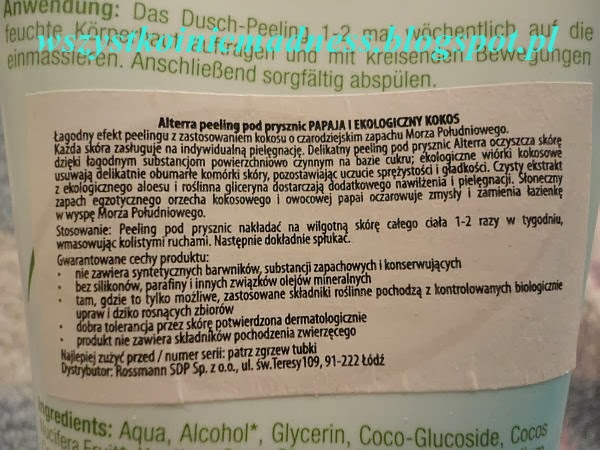 Anwendung: Das Dusch-Peeling 1-2 mal wöchentlich auf die
feuchte und mit kreisenden Bewegungen
einmassieren. Anschließend sorgfältig abspülen.
wszystkoinicmadness.blogspot.pl
Alterra peeling pod prysznic PAPAJA I EKOLOGICZNY KOKOS
Łagodny efekt peelingu z zastosowaniem kokosu o czarodziejskim zapachu Morza Południowego.
Każda skóra zasługuje na indywidualną pielęgnację. Delikatny peeling pod prysznic Alterra oczyszcza skórę
dzięki łagodnym substancjom powierzchniowo czynnym na bazie cukru; ekologiczne wiórki kokosowe
usuwają delikatnie obumarłe komórki skóry, pozostawiając uczucie sprężystości i gładkości. Czysty ekstrakt
z ekologicznego aloesu i roślinna gliceryna dostarczają dodatkowego nawilżenia i pielęgnacji. Słoneczny
zapach egzotycznego orzecha kokosowego i owocowej papai oczarowuje zmysły i zamienia łazienkę
w wyspę Morza Południowego.
Stosowanie: Peeling pod prysznic nakładać na wilgotną skórę całego ciała 1-2 razy w tygodniu,
wmasowując kolistymi ruchami. Następnie dokładnie spłukać.
Gwarantowane cechy produktu:
• nie zawiera syntetycznych barwników, substancji zapachowych i konserwujących
• bez silikonów, parafiny i innych związków olejów mineralnych
• tam, gdzie to tylko możliwe, zastosowane składniki roślinne pochodzą z kontrolowanych biologicznie
upraw i dziko rosnących zbiorów
• dobra tolerancja przez skórę potwierdzona dermatologicznie
• produkt nie zawiera składników pochodzenia zwierzęcego
Najlepiej zużyć przed / numer serii: patrz zgrzew tubki
Dystrybutor: Rossmann SDP Sp. z o.o., ul. św.Teresy109, 91-222 Łódź
Ingredients: Aqua, Alcohol*, Glycerin, Coco-Glucoside, Cocos
Nucifera Fruit*